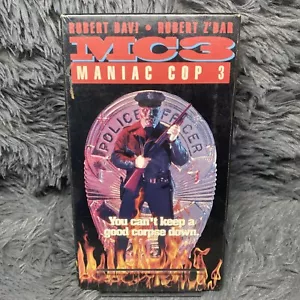 ROBERT DAVI • ROBERT Z'DAR
MC3
MANIAC COP 3
POLICE OFFICER
You can't keep a
good corpse down.